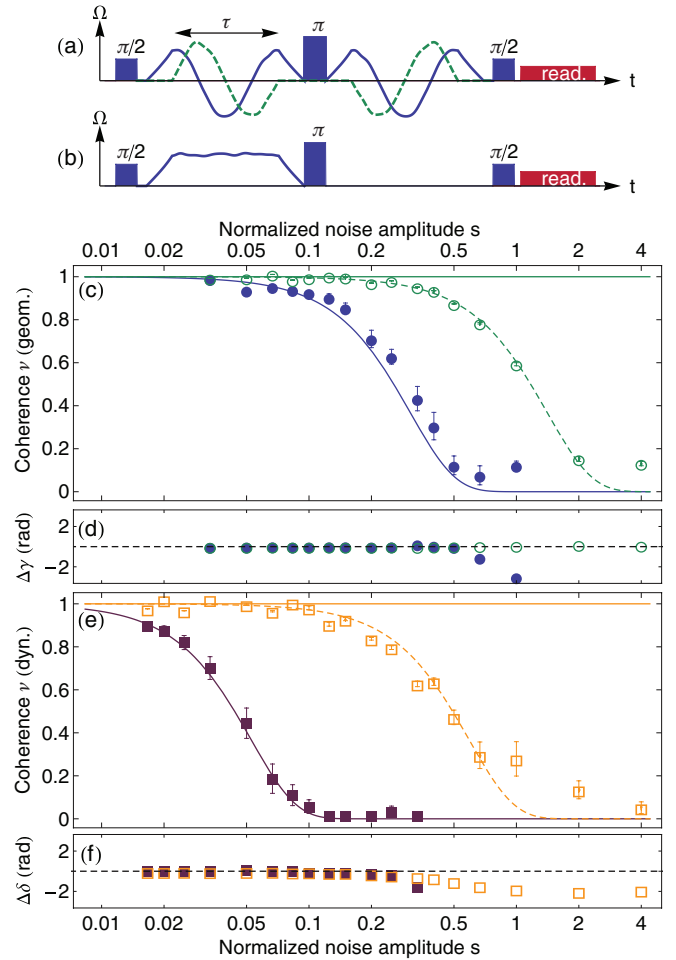 Ω
(a) π/2 τ π π/2
read. t
Ω
(b) π/2 π π/2
read. t
Normalized noise amplitude s
0.01 0.02 0.05 0.1 0.2 0.5 1 2 4
Coherence ν (geom.)
1 (c)
0.8
0.6
0.4
0.2
0
Δγ (rad)
2 (d)
0
−2
Coherence ν (dyn.)
1 (e)
0.8
0.6
0.4
0.2
0
Δδ (rad)
2 (f)
0
−2
0.01 0.02 0.05 0.1 0.2 0.5 1 2 4
Normalized noise amplitude s